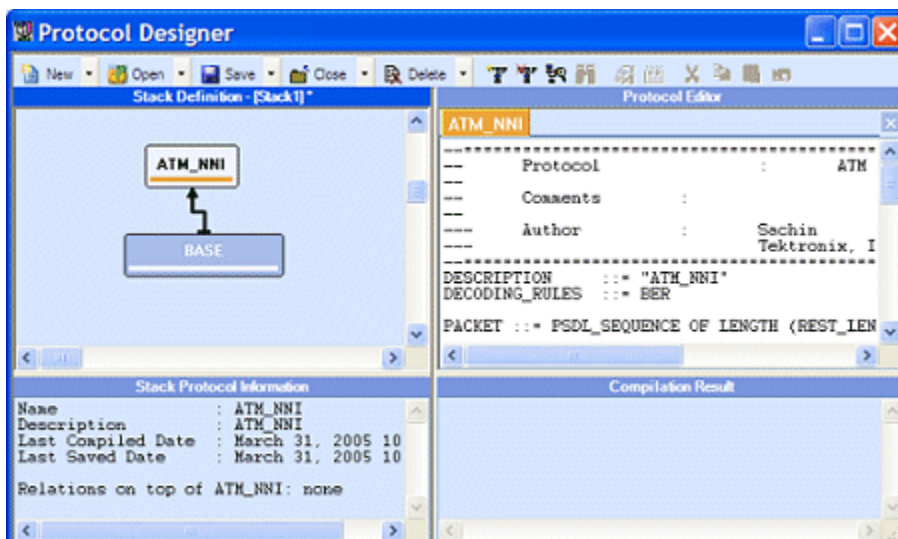 Protocol Designer
New Open Save Close Delete
Stack Definition - [Stack1]*
ATM_NNI
BASE
Protocol Editor
ATM_NNI
-- Protocol : ATM
--
-- Comments :
--
--- Author : Sachin
--- Tektronix, I
DESCRIPTION ::= "ATM_NNI"
DECODING_RULES ::= BER
PACKET ::= PSDL_SEQUENCE OF LENGTH (REST_LEN
Stack Protocol Information
Name : ATM_NNI
Description : ATM_NNI
Last Compiled Date : March 31, 2005 10
Last Saved Date : March 31, 2005 10
Relations on top of ATM_NNI: none
Compilation Result